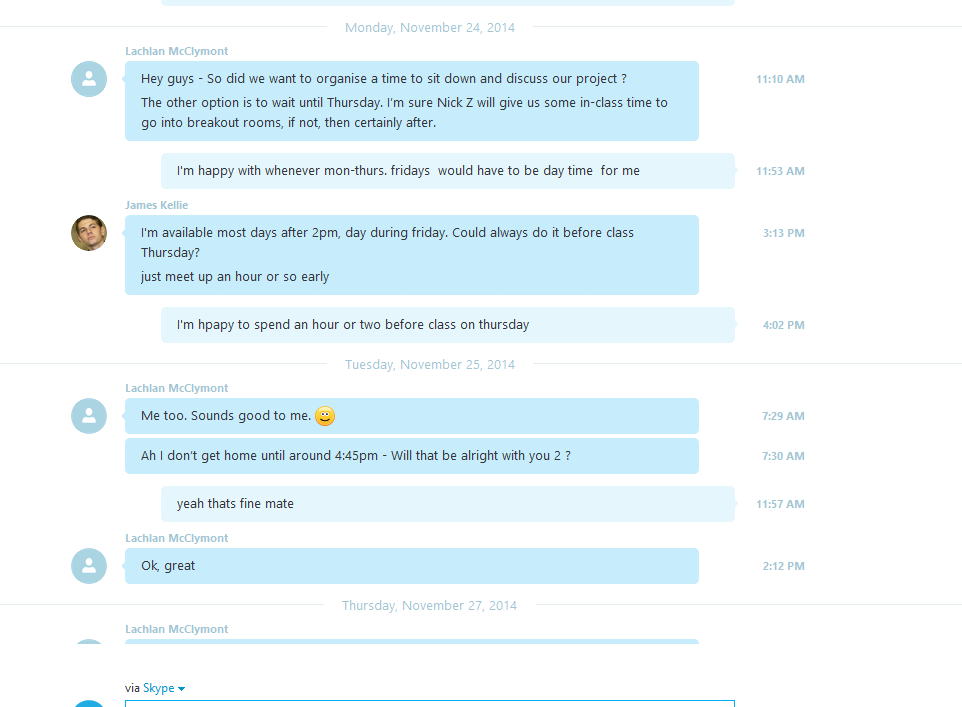 Monday, November 24, 2014
Lachlan McClymont
Hey guys - So did we want to organise a time to sit down and discuss our project ?
11:10 AM
The other option is to wait until Thursday. I'm sure Nick Z will give us some in-class time to
go into breakout rooms, if not, then certainly after.
I'm happy with whenever mon-thurs. fridays  would have to be day time  for me
11:53 AM
James Kellie
I'm available most days after 2pm, day during friday. Could always do it before class
3:13 PM
Thursday?
just meet up an hour or so early
I'm hpapy to spend an hour or two before class on thursday
4:02 PM
Tuesday, November 25, 2014
Lachlan McClymont
Me too. Sounds good to me.
7:29 AM
Ah I don't get home until around 4:45pm - Will that be alright with you 2 ?
7:30 AM
yeah thats fine mate
11:57 AM
Lachlan McClymont
Ok, great
2:12 PM
Thursday, November 27, 2014
Lachlan McClymont
via Skype